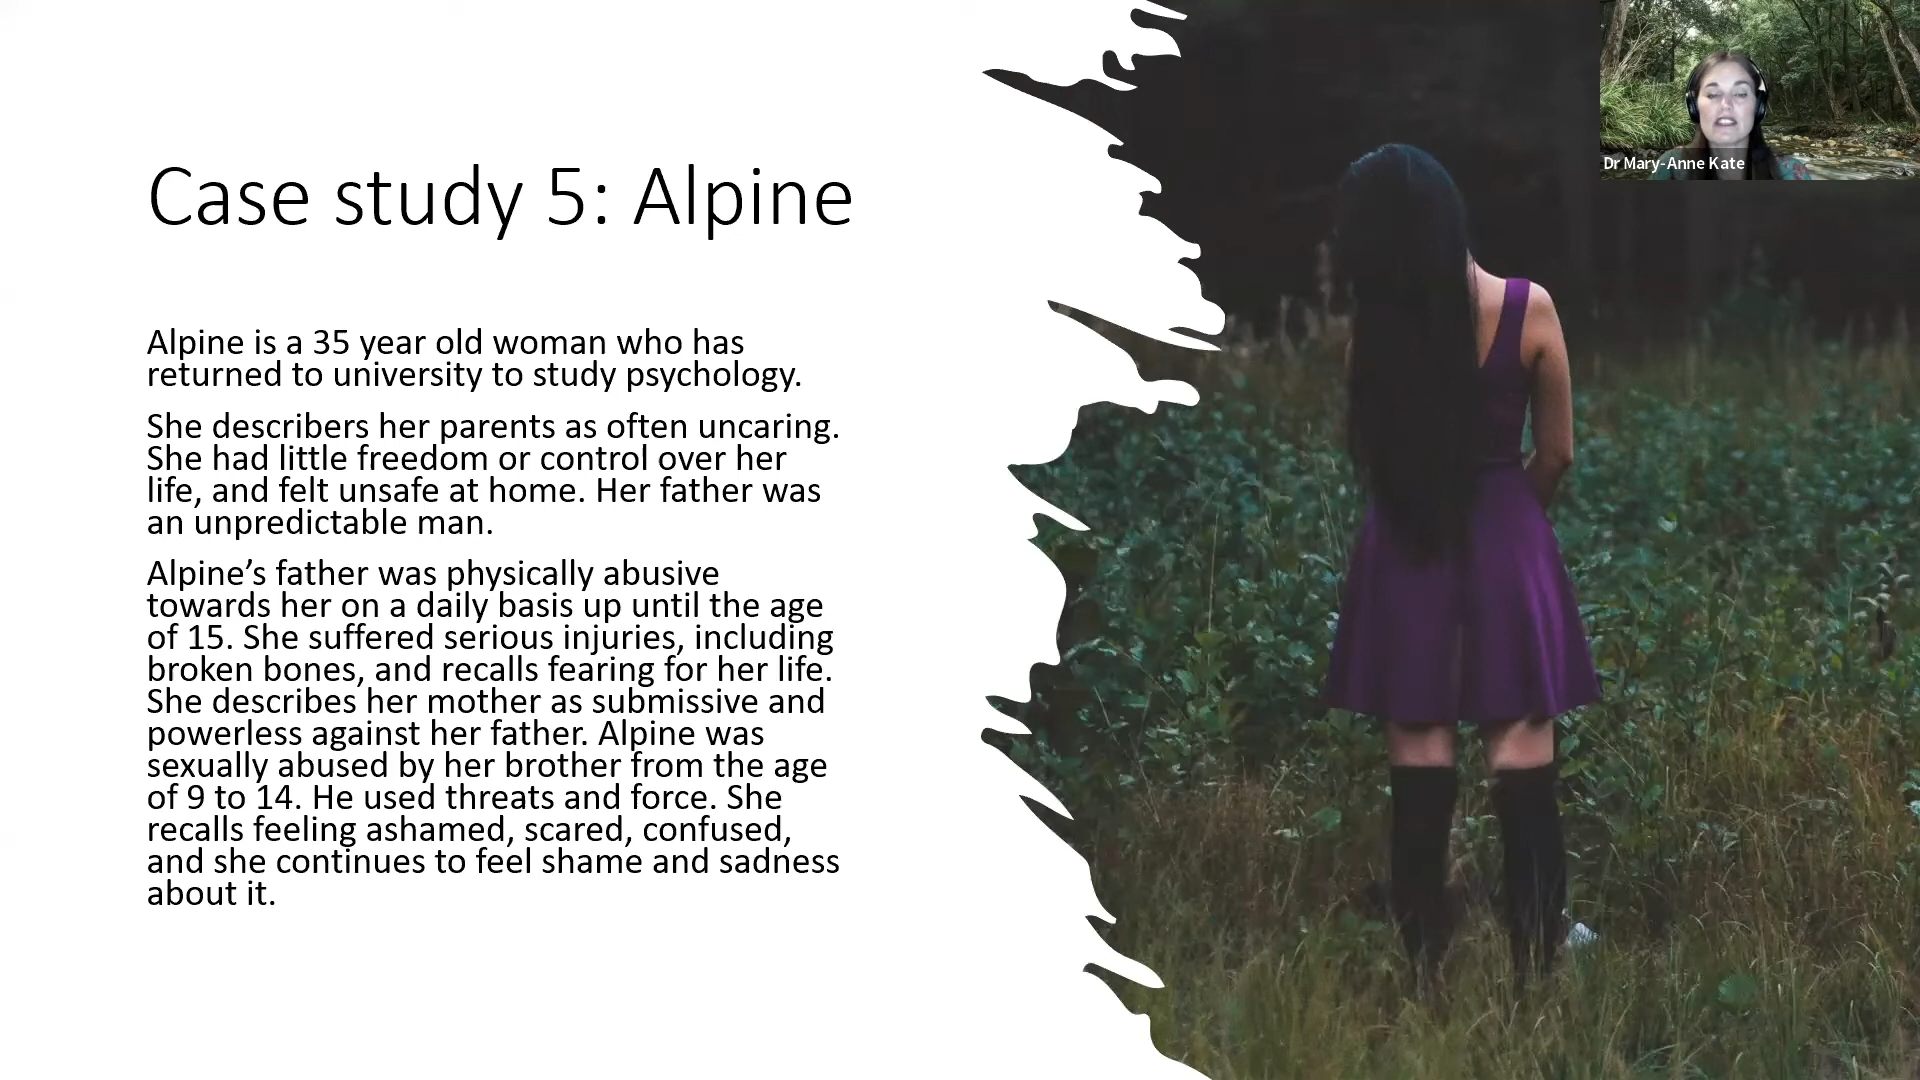 Case study 5: Alpine
Dr Mary-Anne Kate
Alpine is a 35 year old woman who has
returned to university to study psychology.
She describers her parents as often uncaring.
She had little freedom or control over her
life, and felt unsafe at home. Her father was
an unpredictable man.
Alpine’s father was physically abusive
towards her on a daily basis up until the age
of 15. She suffered serious injuries, including
broken bones, and recalls fearing for her life.
She describes her mother as submissive and
powerless against her father. Alpine was
sexually abused by her brother from the age
of 9 to 14. He used threats and force. She
recalls feeling ashamed, scared, confused,
and she continues to feel shame and sadness
about it.